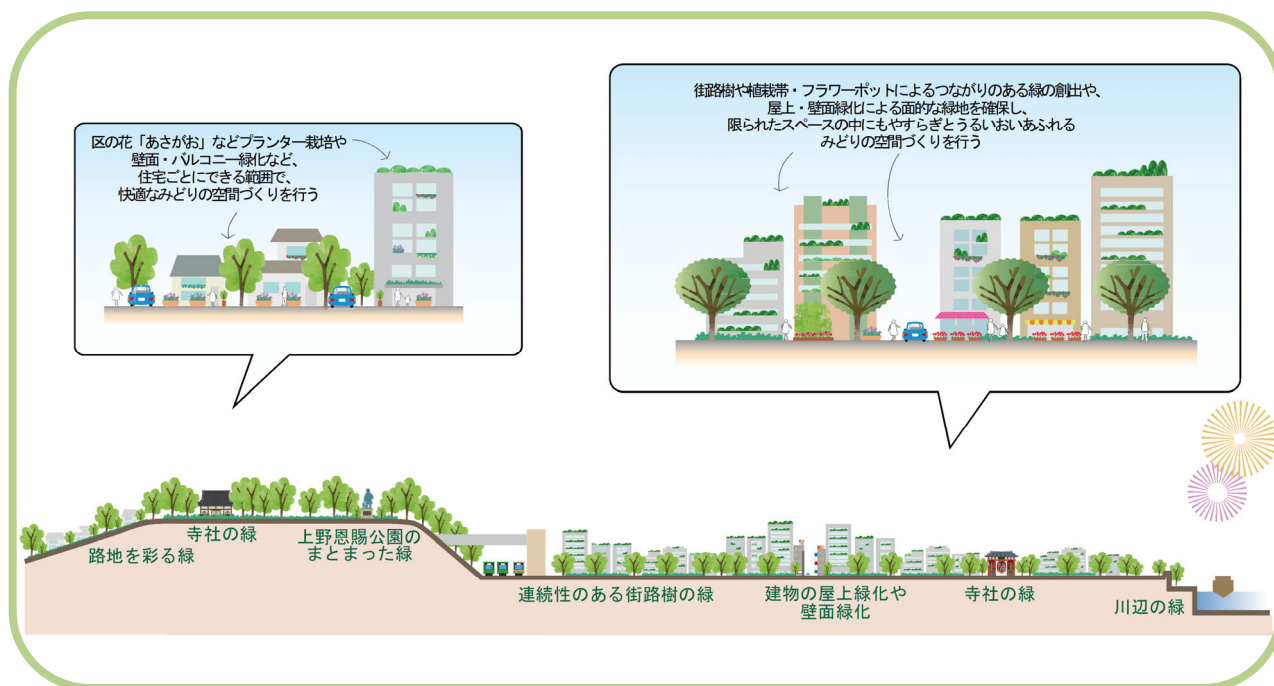 区の花「あさがお」などプランター栽培や
壁面・バルコニー緑化など、
住宅ごとにできる範囲で、
快適なみどりの空間づくりを行う
街路樹や植栽帯・フラワーポットによるつながりのある緑の創出や、
屋上・壁面緑化による面的な緑地を確保し、
限られたスペースの中にもやすらぎとうるいおいあふれる
みどりの空間づくりを行う
路地を彩る緑
寺社の緑
上野恩賜公園の
まとまった緑
連続性のある街路樹の緑
建物の屋上緑化や
壁面緑化
寺社の緑
川辺の緑